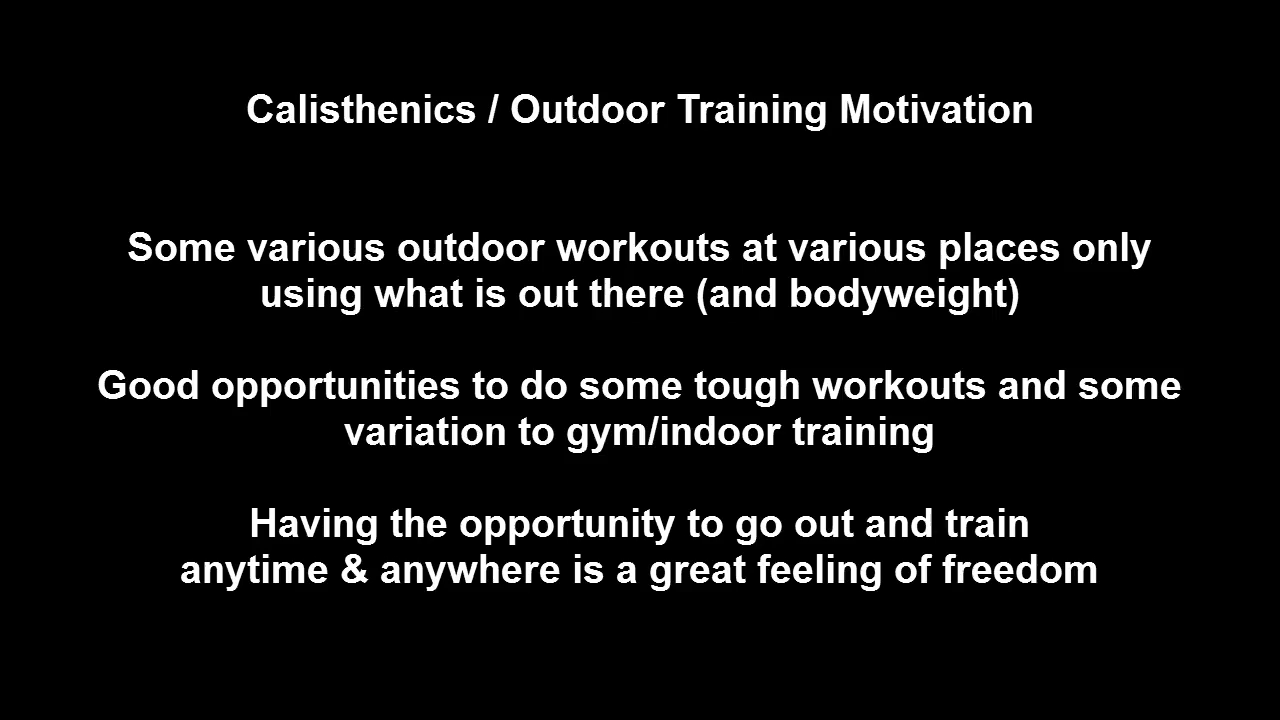 Calisthenics / Outdoor Training Motivation
Some various outdoor workouts at various places only
using what is out there (and bodyweight)
Good opportunities to do some tough workouts and some
variation to gym/indoor training
Having the opportunity to go out and train
anytime & anywhere is a great feeling of freedom